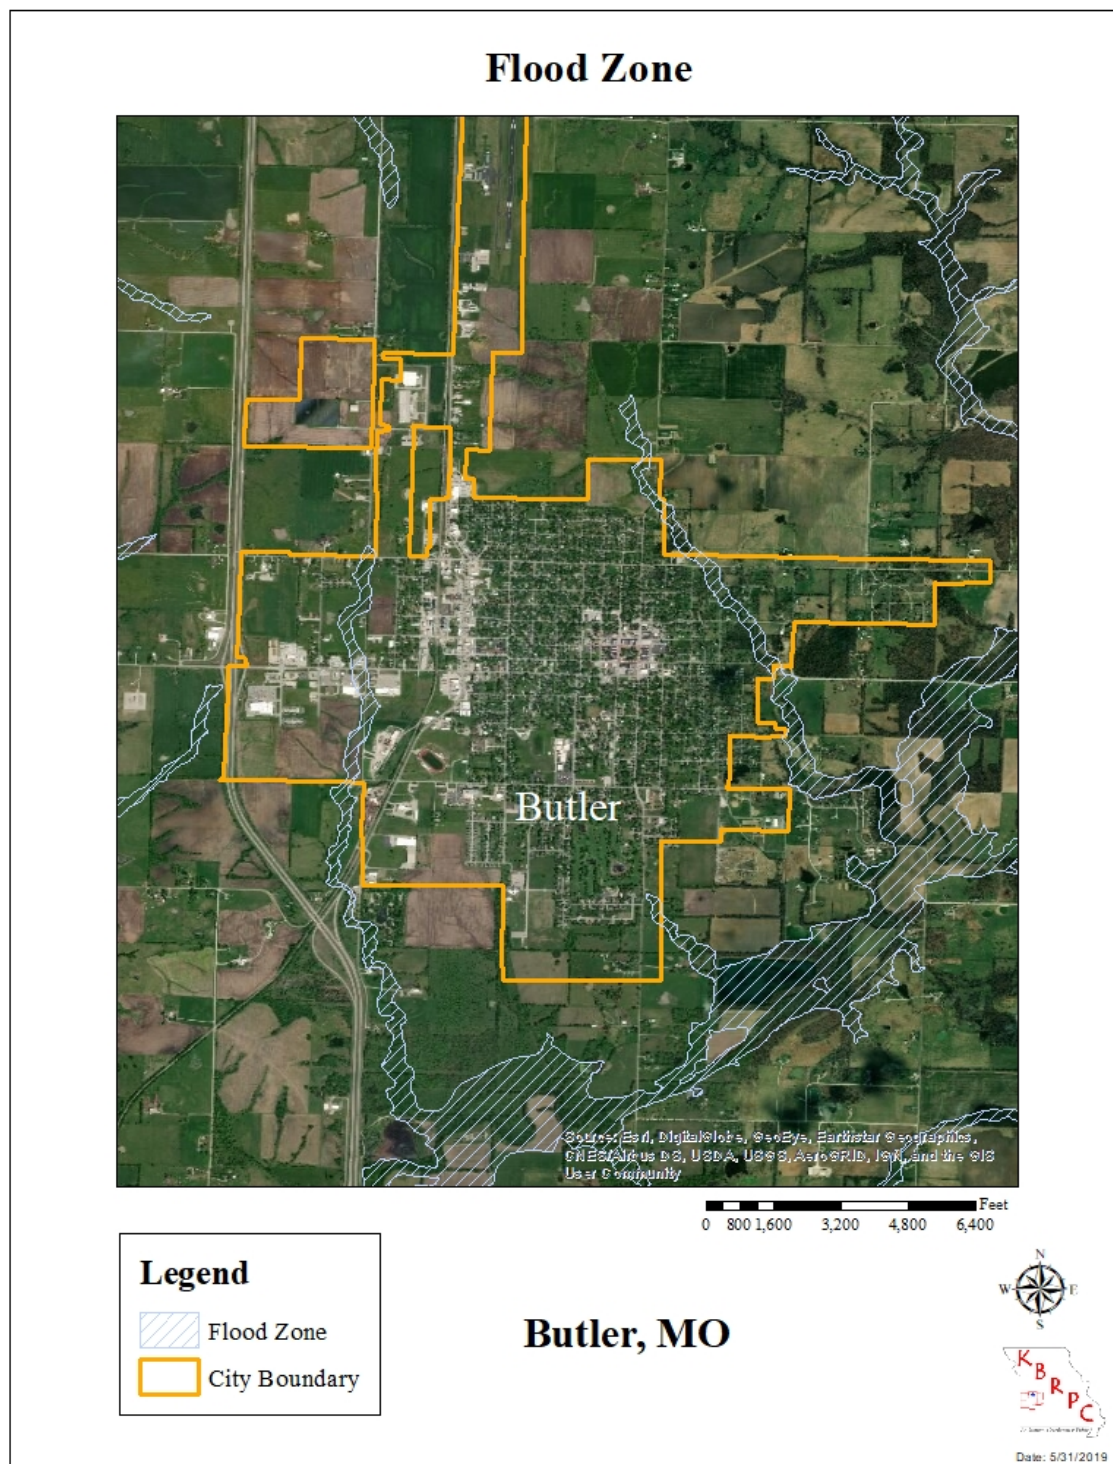 Flood Zone
Butler
Source: Esri, DigitalGlobe, GeoEye, Earthstar Geographics,
CNES/Airbus DS, USDA, USGS, AeroGRID, IGN, and the GIS
User Community
Feet
0 800 1,600 3,200 4,800 6,400
Legend
Flood Zone
City Boundary
Butler, MO
N
W E
S
K
B
R
P
C
Date: 5/31/2019